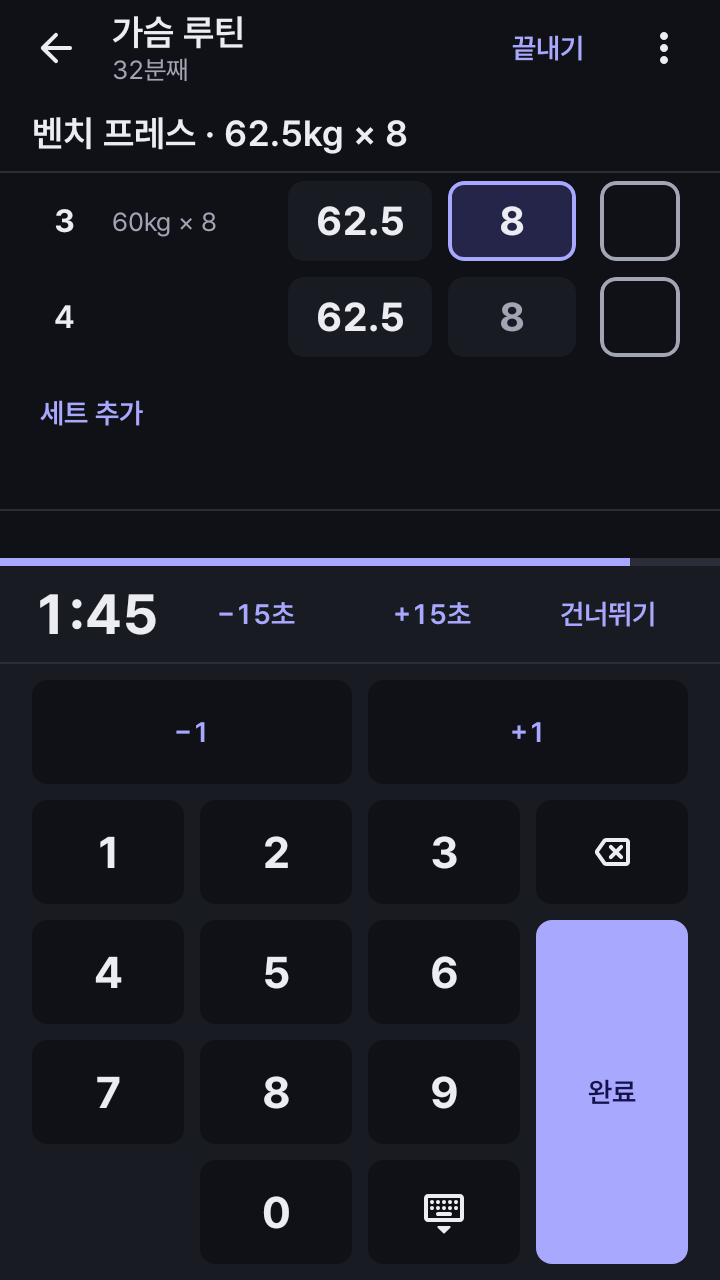 가슴 루틴
32분째
끝내기
벤치 프레스 · 62.5kg × 8
3 60kg × 8 62.5 8
4 62.5 8
세트 추가
1:45 −15초 +15초 건너뛰기
−1 +1
1 2 3
4 5 6
7 8 9 완료
0